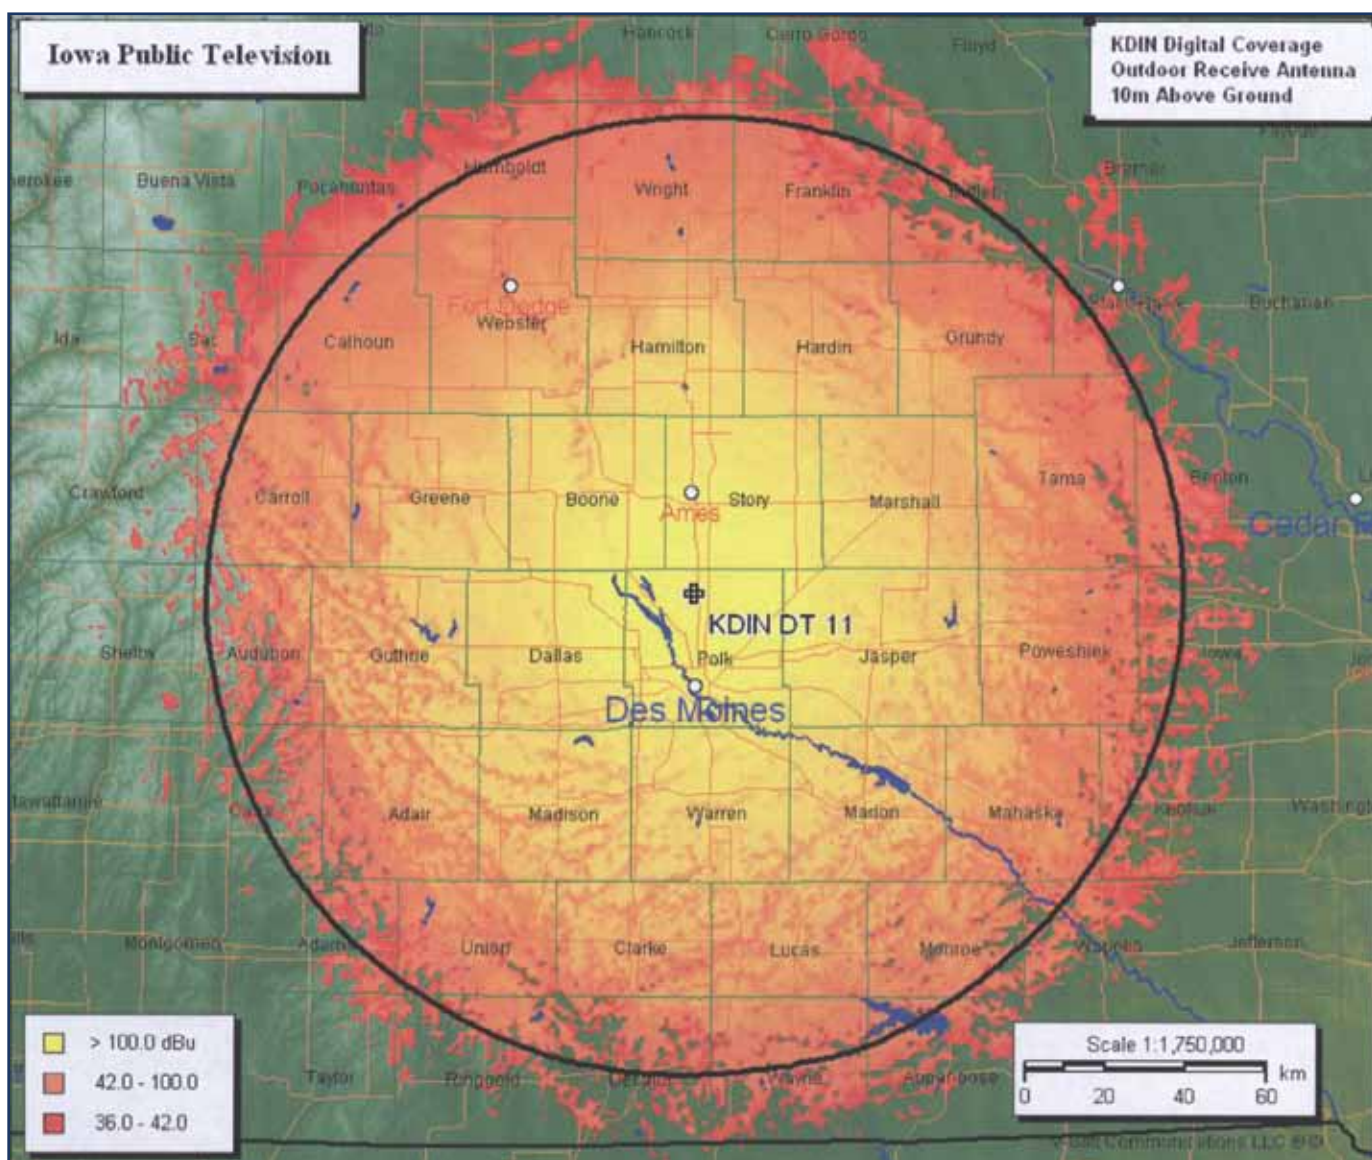 Iowa Public Television
KDIN Digital Coverage
Outdoor Receive Antenna
10m Above Ground
Hancock
Cerro Gordo
Floyd
Bremer
Buena Vista
Pocahontas
Humboldt
Wright
Franklin
Butler
Fort Dodge
Webster
Buchanan
Ida
Sac
Calhoun
Hamilton
Hardin
Grundy
Crawford
Carroll
Greene
Boone
Ames
Story
Marshall
Tama
Benton
Cedar
KDIN DT 11
Shelby
Audubon
Guthrie
Dallas
Polk
Jasper
Poweshiek
Iowa
Des Moines
Cass
Adair
Madison
Warren
Marion
Mahaska
Keokuk
Washing
Montgomery
Adams
Union
Clarke
Lucas
Monroe
Wapello
Jefferson
Taylor
Ringgold
Decatur
Wayne
Appanoose
> 100.0 dBu
42.0 - 100.0
36.0 - 42.0
Scale 1:1,750,000
km
0 20 40 60